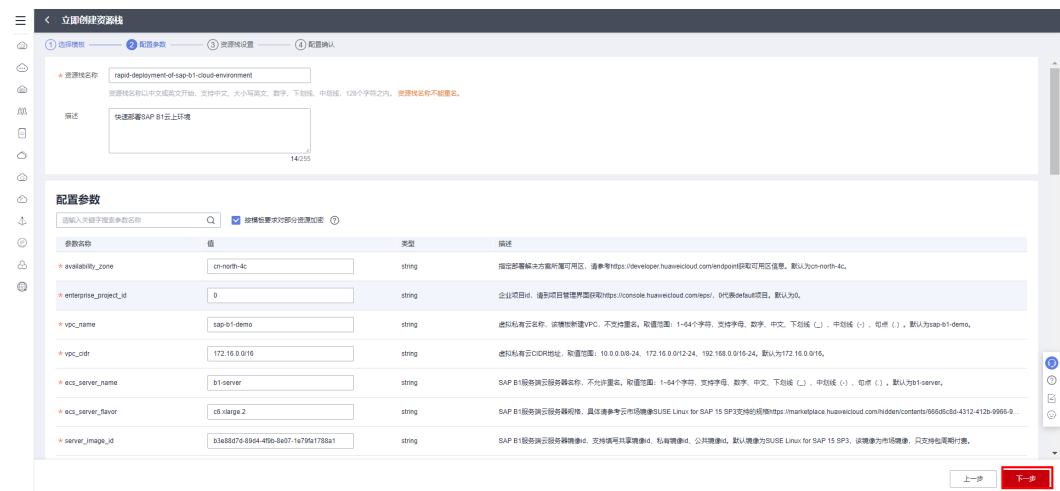 立即创建资源栈
1 选择模板 2 配置参数 3 资源栈设置 4 配置确认
* 资源栈名称 rapid-deployment-of-sap-b1-cloud-environment
资源栈名称以中文或英文开始，支持中文、大小写英文、数字、下划线、中划线，128个字符之内。 资源栈名称不能重名。
描述 快速部署SAP B1云上环境
14/255
配置参数
请输入关键字搜索参数名称 按模板要求对部分资源加密
参数名称 值 类型 描述
* availability_zone cn-north-4c string 指定部署解决方案所属可用区，请参考https://developer.huaweicloud.com/endpoint获取可用区信息。默认为cn-north-4c。
* enterprise_project_id 0 string 企业项目id，请到项目管理界面获取https://console.huaweicloud.com/eps/，0代表default项目。默认为0。
* vpc_name sap-b1-demo string 虚拟私有云名称，该模板新建VPC，不支持重名。取值范围：1~64个字符，支持字母、数字、中文、下划线（_）、中划线（-）、句点（.）。默认为sap-b1-demo。
* vpc_cidr 172.16.0.0/16 string 虚拟私有云CIDR地址，取值范围：10.0.0.0/8-24，172.16.0.0/12-24，192.168.0.0/16-24。默认为172.16.0.0/16。
* ecs_server_name b1-server string SAP B1服务端云服务器名称，不允许重名。取值范围：1~64个字符，支持字母、数字、中文、下划线（_）、中划线（-）、句点（.）。默认为b1-server。
* ecs_server_flavor c6.xlarge.2 string SAP B1服务端云服务器规格，具体请参考云市场镜像SUSE Linux for SAP 15 SP3支持的规格https://marketplace.huaweicloud.com/hidden/contents/666d6c8d-4312-412b-9966-9...
* server_image_id b3e88d7d-89d4-4f9b-8e07-1e79fa1788a1 string SAP B1服务端云服务器镜像id，支持填写共享镜像id、私有镜像id、公共镜像id。默认镜像为SUSE Linux for SAP 15 SP3，该镜像为市场镜像，只支持包周期付费。
上一步 下一步